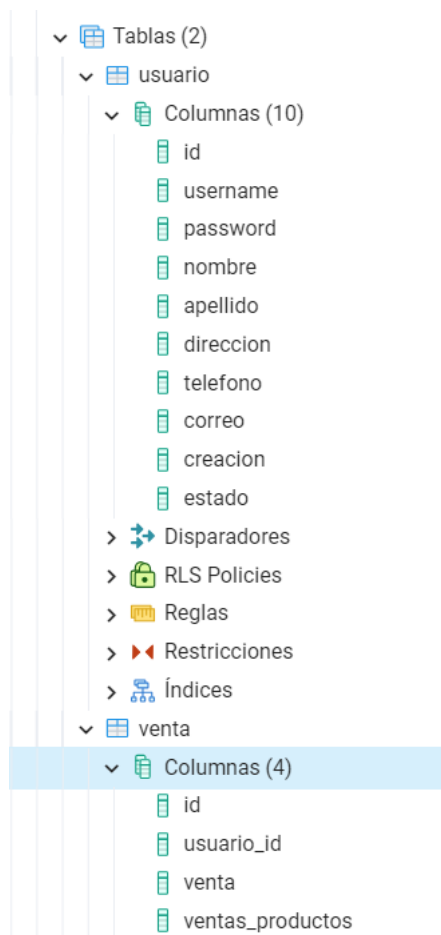 Tablas (2)
usuario
Columnas (10)
id
username
password
nombre
apellido
direccion
telefono
correo
creacion
estado
Disparadores
RLS Policies
Reglas
Restricciones
Índices
venta
Columnas (4)
id
usuario_id
venta
ventas_productos